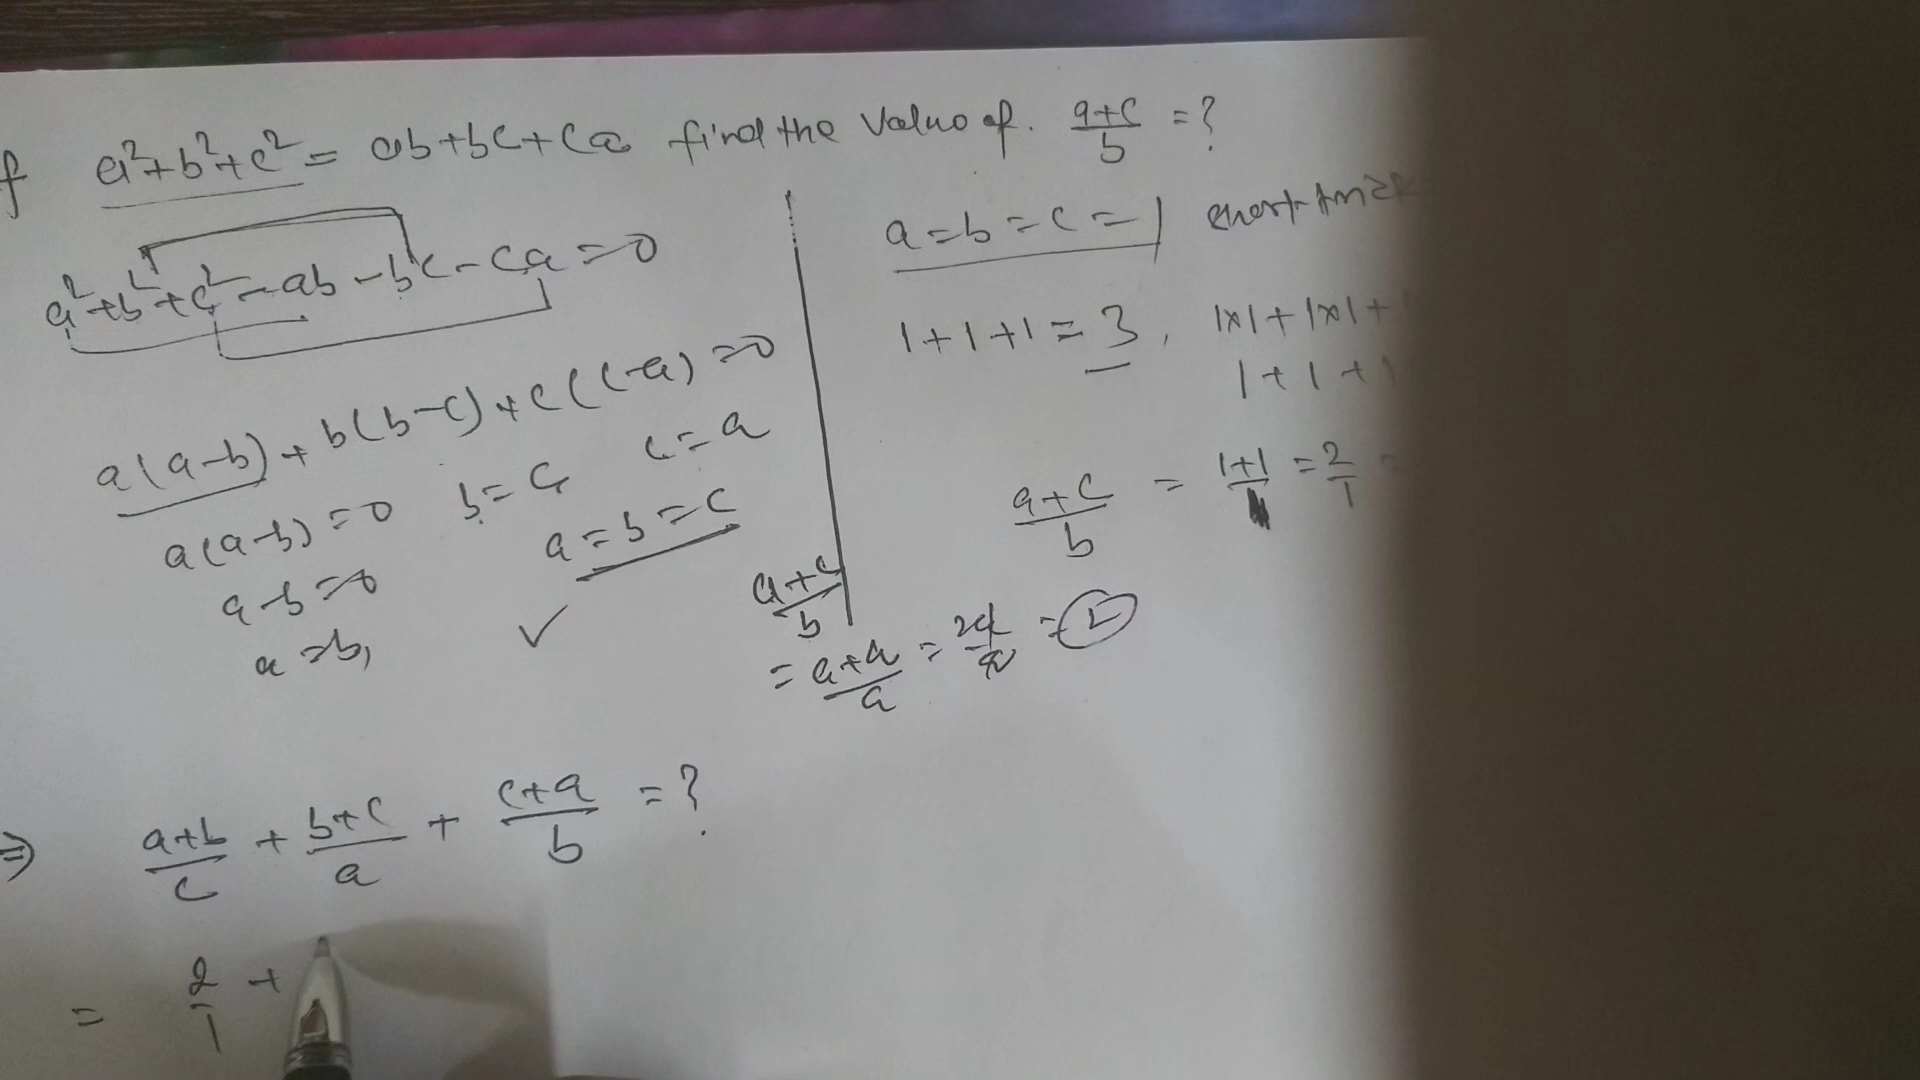 f a²+b²+c² = ab+bc+ca find the value of. a+c/b = ?
a²+b²+c²-ab-bc-ca=0
a(a-b)+b(b-c)+c(c-a)=0
a(a-b)=0 b=c, c=a
a-b=0 a=b=c
a=b,
a=b=c=1
1+1+1=3, 1×1+1×1+
1+1+
a+c/b = 1+1/1 = 2/1 =
a+c/b
= a+a/a = 2a/a = 2
⇒ a+b/c + b+c/a + c+a/b = ?
= 2/1 +